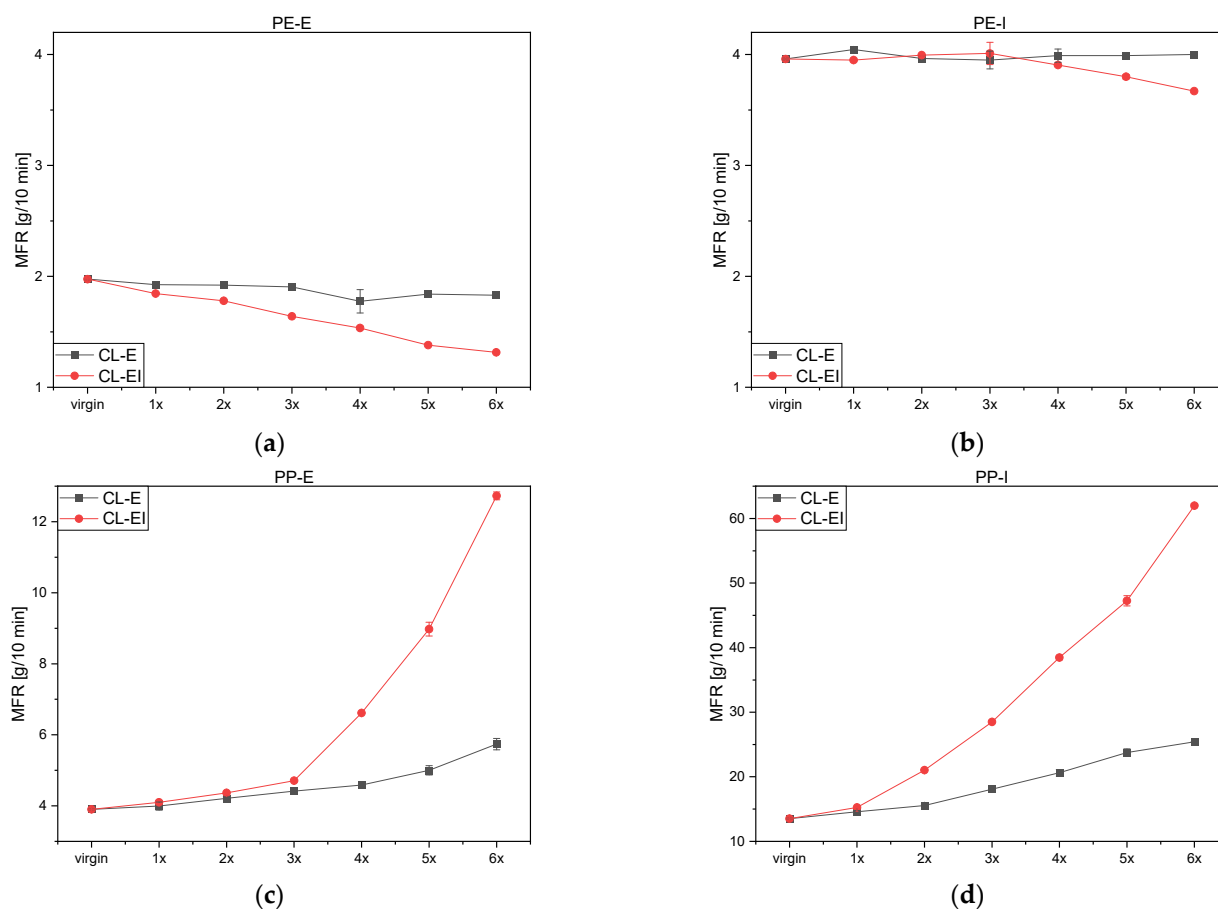 PE-E
4
3
2
1
MFR [g/10 min]
CL-E
CL-EI
virgin 1x 2x 3x 4x 5x 6x
(a)
PE-I
4
3
2
1
MFR [g/10 min]
CL-E
CL-EI
virgin 1x 2x 3x 4x 5x 6x
(b)
PP-E
CL-E
CL-EI
12
10
8
6
4
MFR [g/10 min]
virgin 1x 2x 3x 4x 5x 6x
(c)
PP-I
CL-E
CL-EI
60
50
40
30
20
10
MFR [g/10 min]
virgin 1x 2x 3x 4x 5x 6x
(d)